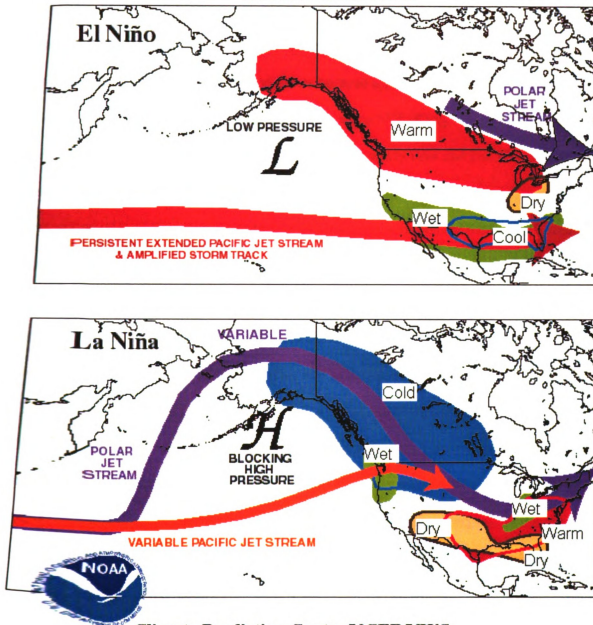 El Niño
POLAR
JET
STREAM
LOW PRESSURE
L
Warm
Dry
Wet
Cool
PERSISTENT EXTENDED PACIFIC JET STREAM
& AMPLIFIED STORM TRACK
La Niña
VARIABLE
Cold
H
BLOCKING
HIGH
PRESSURE
POLAR
JET
STREAM
Wet
Wet
Dry
Warm
Dry
VARIABLE PACIFIC JET STREAM
NOAA